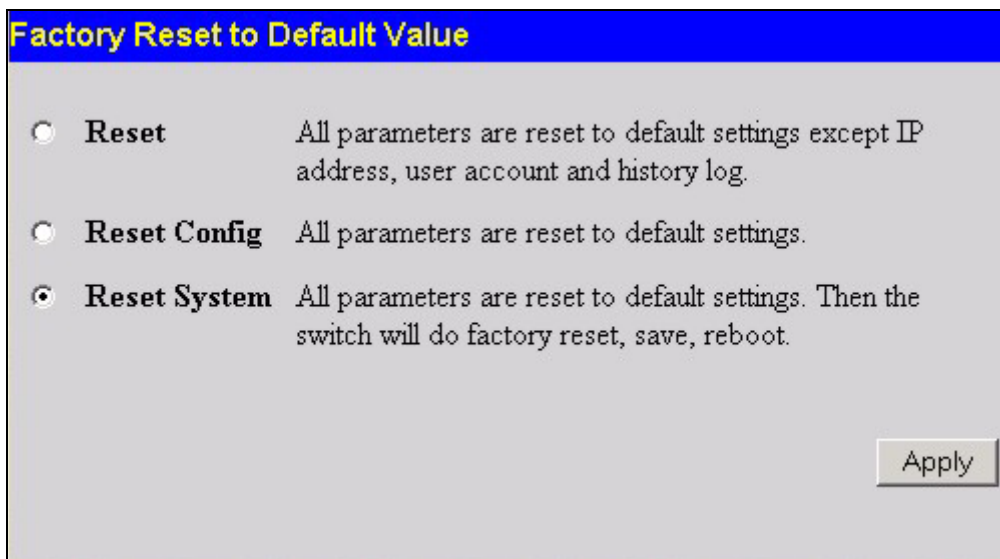 Factory Reset to Default Value
Reset All parameters are reset to default settings except IP
address, user account and history log.
Reset Config All parameters are reset to default settings.
Reset System All parameters are reset to default settings. Then the
switch will do factory reset, save, reboot.
Apply